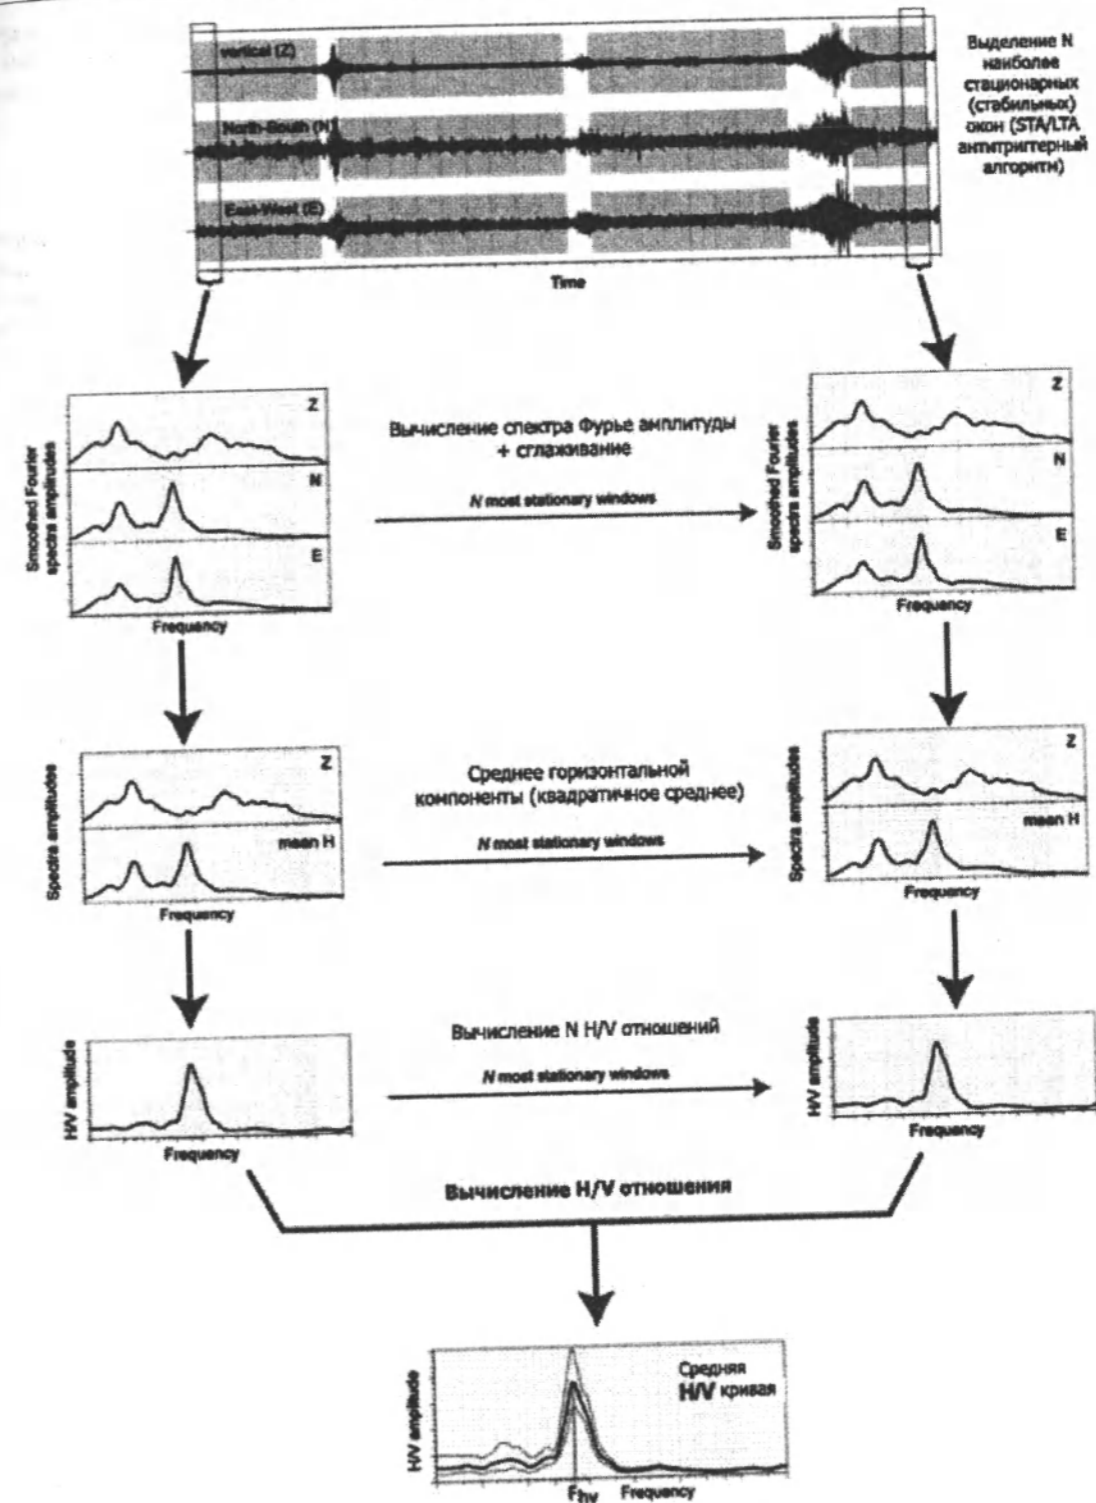 vertical (Z)
North-South (N)
East-West (E)
Time
Выделение N
наиболее
стационарных
(стабильных)
окон (STA/LTA
антитриггерный
алгоритм)
Smoothed Fourier
spectra amplitudes
Z
N
E
Frequency
Вычисление спектра Фурье амплитуды
+ сглаживание
N most stationary windows
Smoothed Fourier
spectra amplitudes
Z
N
E
Frequency
Spectra amplitudes
Z
mean H
Frequency
Среднее горизонтальной
компоненты (квадратичное среднее)
N most stationary windows
Spectra amplitudes
Z
mean H
Frequency
H/V amplitude
Frequency
Вычисление N H/V отношений
N most stationary windows
H/V amplitude
Frequency
Вычисление H/V отношения
H/V amplitude
Средняя
H/V кривая
Fhv
Frequency